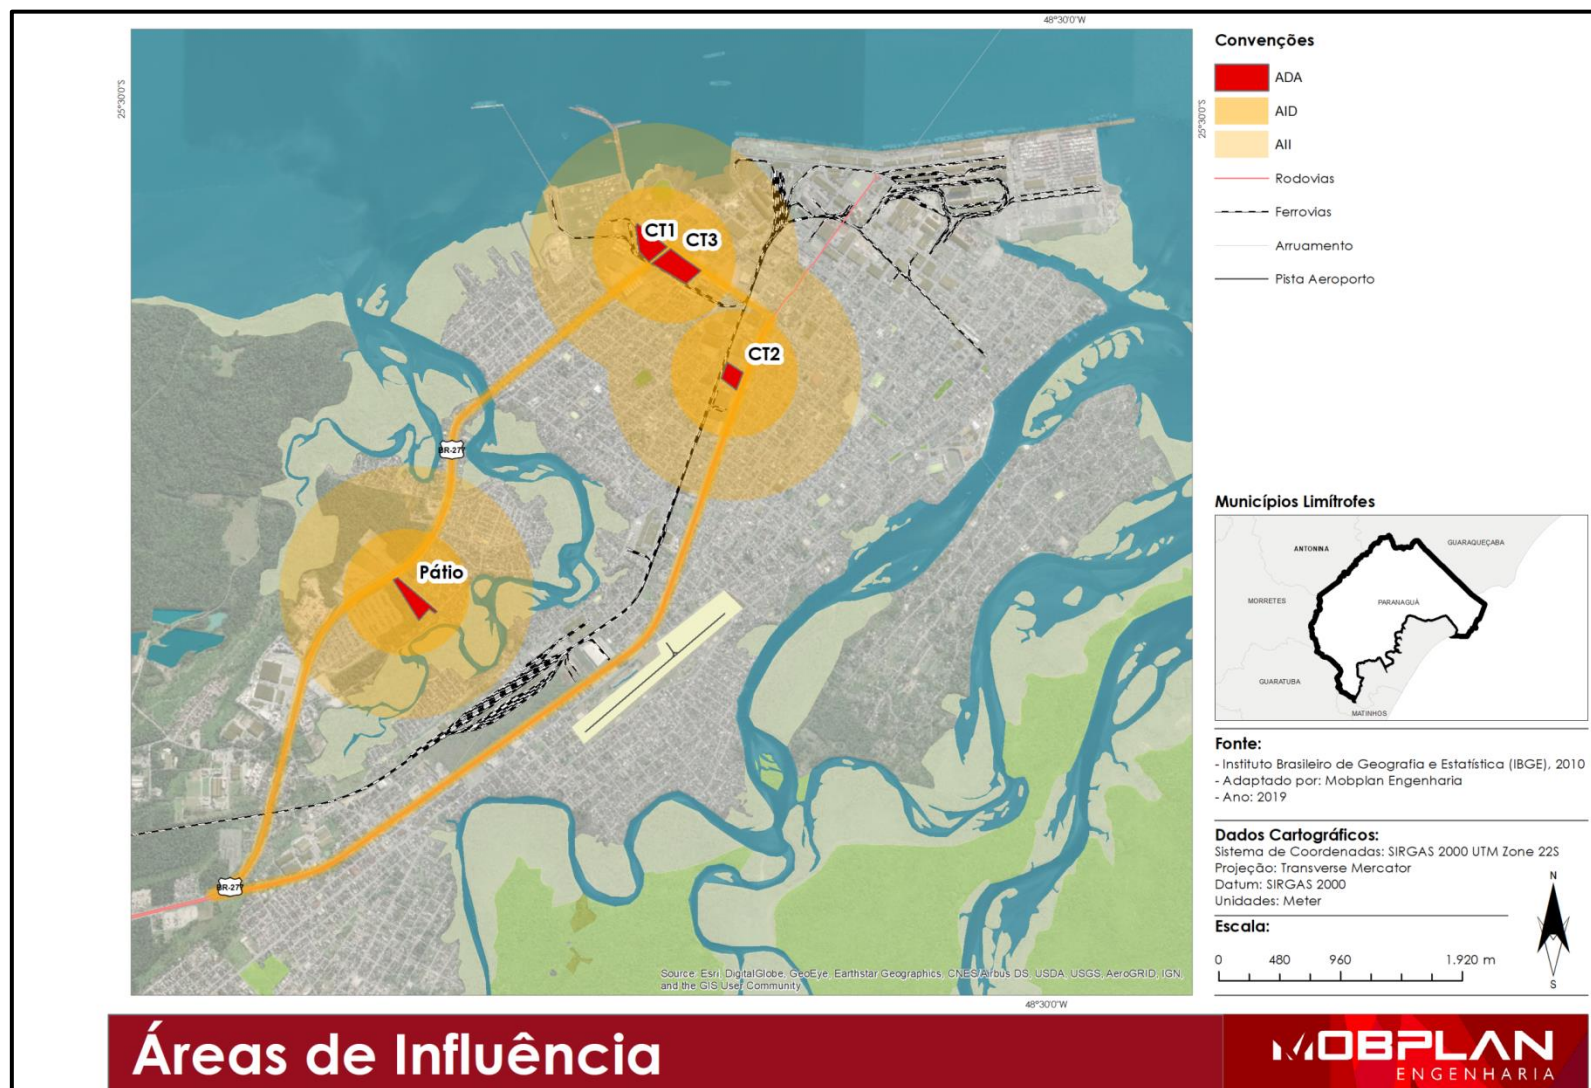 48°30'0"W
25°30'0"S
25°30'0"S
CT1
CT3
CT2
BR-277
Pátio
BR-277
Source: Esri, DigitalGlobe, GeoEye, Earthstar Geographics, CNES/Airbus DS, USDA, USGS, AeroGRID, IGN,
and the GIS User Community
48°30'0"W
Convenções
ADA
AID
AII
Rodovias
Ferrovias
Arruamento
Pista Aeroporto
Municípios Limítrofes
ANTONINA
GUARAQUEÇABA
MORRETES
PARANAGUÁ
GUARATUBA
MATINHOS
Fonte:
- Instituto Brasileiro de Geografia e Estatística (IBGE), 2010
- Adaptado por: Mobplan Engenharia
- Ano: 2019
Dados Cartográficos:
Sistema de Coordenadas: SIRGAS 2000 UTM Zone 22S
Projeção: Transverse Mercator
Datum: SIRGAS 2000
Unidades: Meter
N
S
Escala:
0 480 960 1.920 m
Áreas de Influência
MOBPLAN
ENGENHARIA